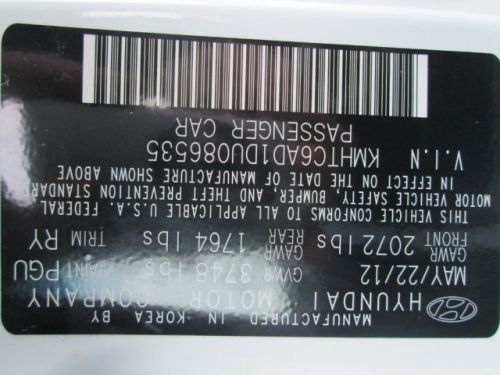 MANUFACTURED IN KOREA BY
HYUNDAI MOTOR COMPANY
MAY/22/12 GVWR 3748 lbs PAINT PGU
FRONT GAWR 2072 lbs REAR GAWR 1764 lbs TRIM RY
THIS VEHICLE CONFORMS TO ALL APPLICABLE U.S.A. FEDERAL
MOTOR VEHICLE SAFETY, BUMPER, AND THEFT PREVENTION STANDARD
IN EFFECT ON THE DATE OF MANUFACTURE SHOWN ABOVE
V.I.N KMHTC6AD1DU086535
PASSENGER CAR